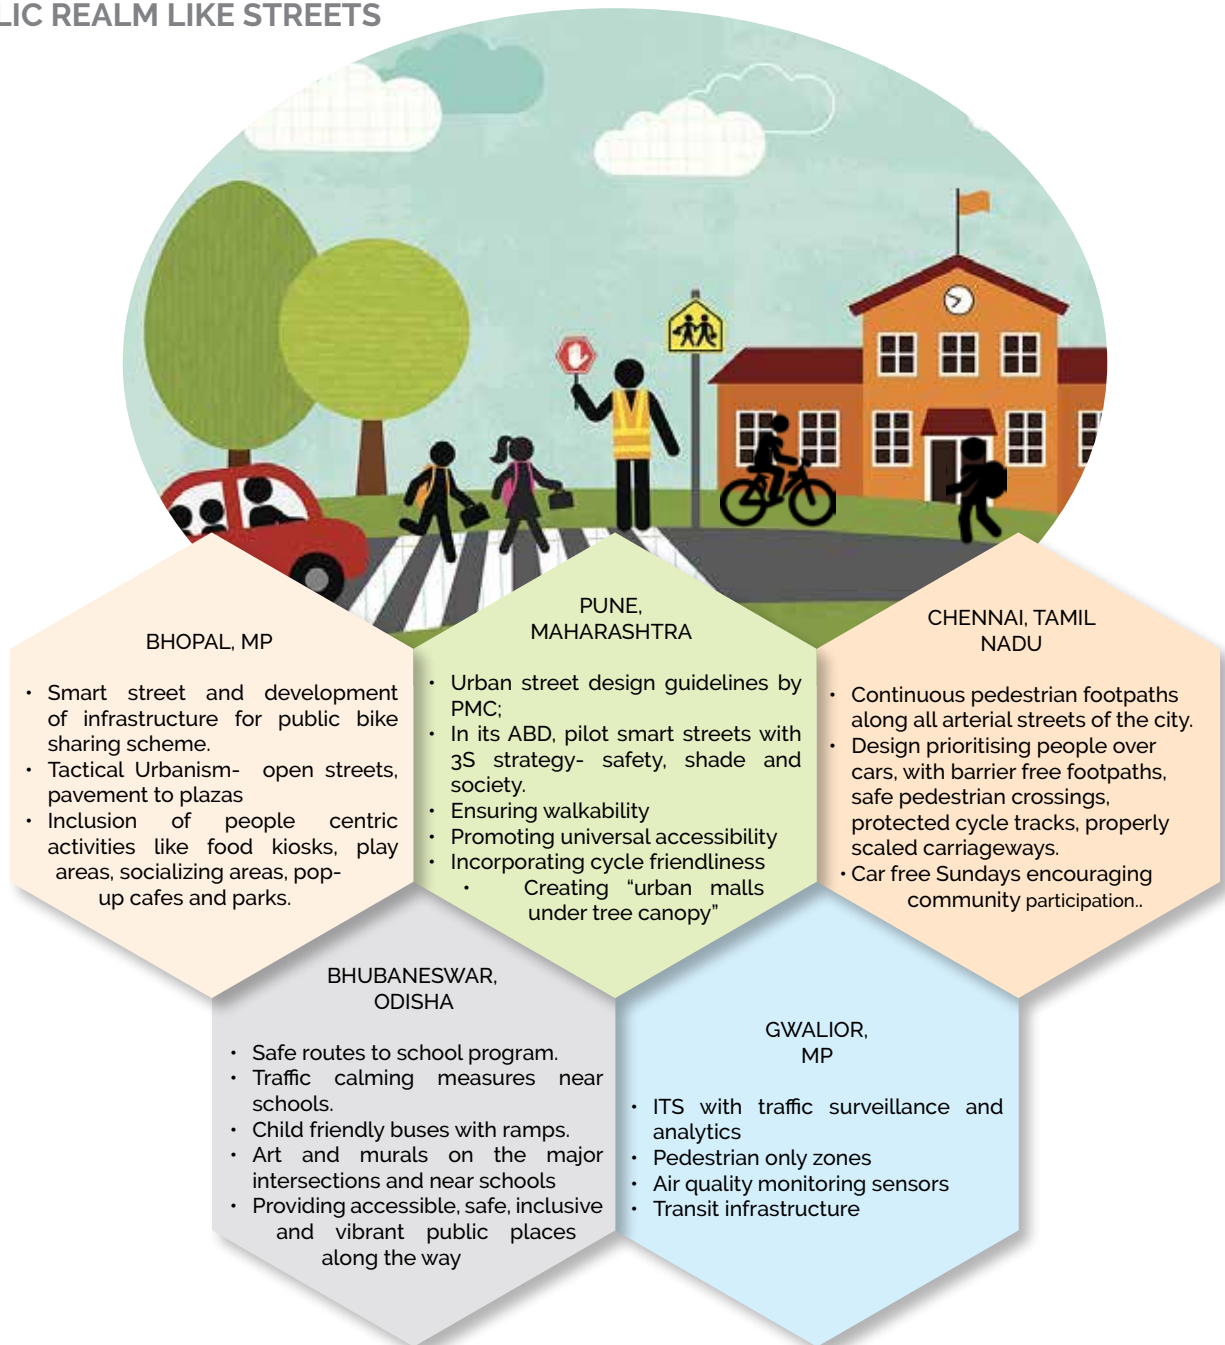 LIC REALM LIKE STREETS
BHOPAL, MP
• Smart street and development
of infrastructure for public bike
sharing scheme.
• Tactical Urbanism- open streets,
pavement to plazas
• Inclusion of people centric
activities like food kiosks, play
areas, socializing areas, pop-
up cafes and parks.
PUNE,
MAHARASHTRA
• Urban street design guidelines by
PMC;
• In its ABD, pilot smart streets with
3S strategy- safety, shade and
society.
• Ensuring walkability
• Promoting universal accessibility
• Incorporating cycle friendliness
• Creating “urban malls
under tree canopy”
CHENNAI, TAMIL
NADU
• Continuous pedestrian footpaths
along all arterial streets of the city.
• Design prioritising people over
cars, with barrier free footpaths,
safe pedestrian crossings,
protected cycle tracks, properly
scaled carriageways.
• Car free Sundays encouraging
community participation..
BHUBANESWAR,
ODISHA
• Safe routes to school program.
• Traffic calming measures near
schools.
• Child friendly buses with ramps.
• Art and murals on the major
intersections and near schools
• Providing accessible, safe, inclusive
and vibrant public places
along the way
GWALIOR,
MP
• ITS with traffic surveillance and
analytics
• Pedestrian only zones
• Air quality monitoring sensors
• Transit infrastructure